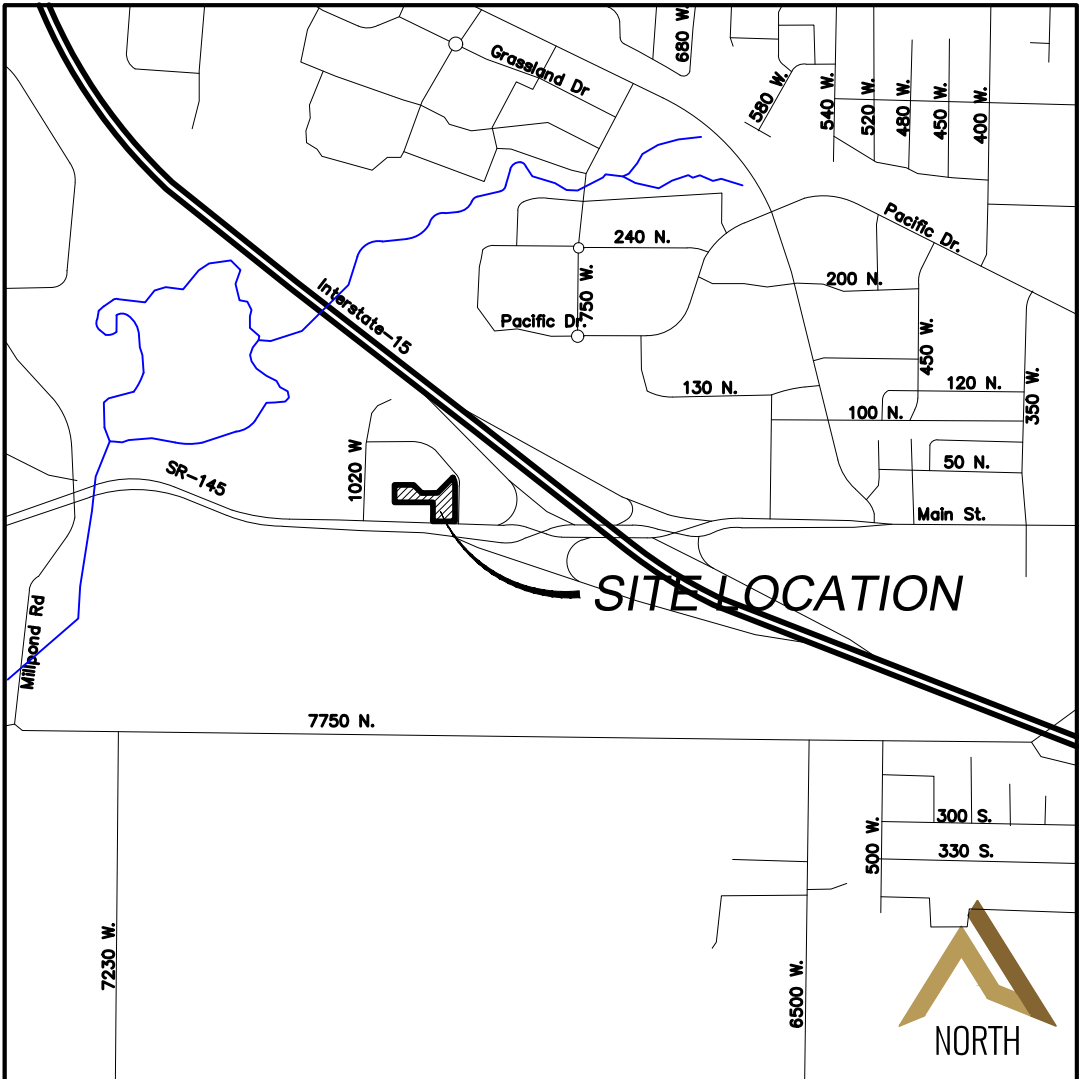 680 W.
Grassland Dr
580 W.
540 W.
520 W.
480 W.
450 W.
400 W.
Pacific Dr.
240 N.
750 W.
200 N.
Interstate-15
Pacific Dr.
450 W.
350 W.
130 N.
120 N.
100 N.
1020 W
50 N.
SR-145
Main St.
SITE LOCATION
Millpond Rd
7750 N.
300 S.
500 W.
330 S.
7230 W.
6500 W.
NORTH